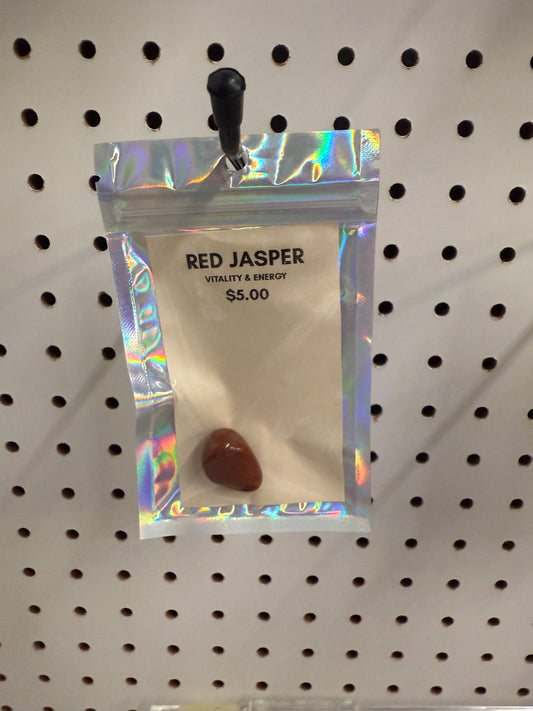 RED JASPER
VITALITY & ENERGY
$5.00